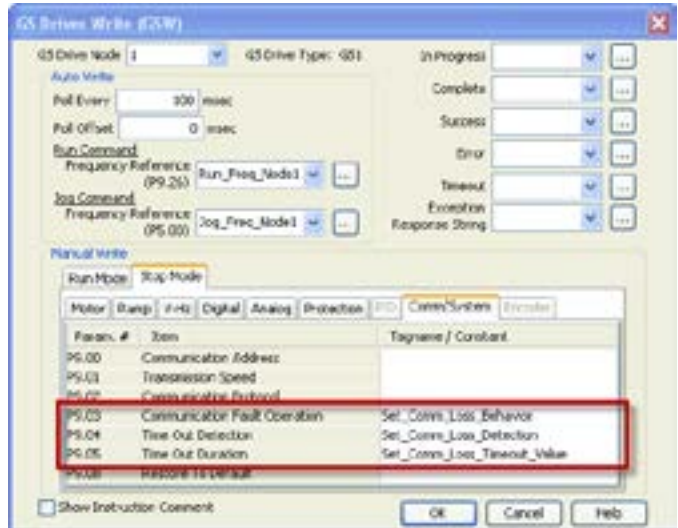 GS Drives Write (GSW)
GS Drive Node 1
GS Drive Type: GS1
Auto Write
Poll Every 100 msec
Poll Offset 0 msec
Run Command
Frequency Reference (P9.26) Run_Freq_Node1 ...
Jog Command
Frequency Reference (P5.00) Jog_Freq_Node1 ...
In Progress ...
Complete ...
Success ...
Error ...
Timeout ...
Exception Response String ...
Manual Write
Run Mode Stop Mode
Motor Ramp V/Hz Digital Analog Protection PID Comm/System Encoder
Param. # Item Tagname / Constant
P9.00 Communication Address
P9.01 Transmission Speed
P9.02 Communication Protocol
P9.03 Communication Fault Operation Set_Comm_Loss_Behavior
P9.04 Time Out Detection Set_Comm_Loss_Detection
P9.05 Time Out Duration Set_Comm_Loss_Timeout_Value
P9.08 Restore To Default
Show Instruction Comment
OK Cancel Help